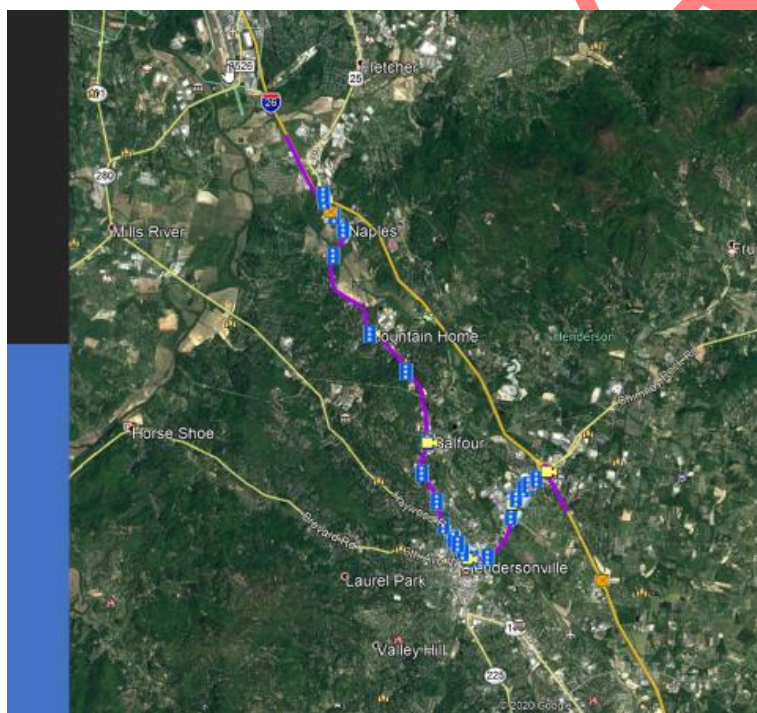 Fletcher
25
26
280
Mills River
Naples
Mountain Home
Henderson
Horse Shoe
Balfour
Brevard Rd
Hendersonville
Laurel Park
Valley Hill
225
© 2020 Google